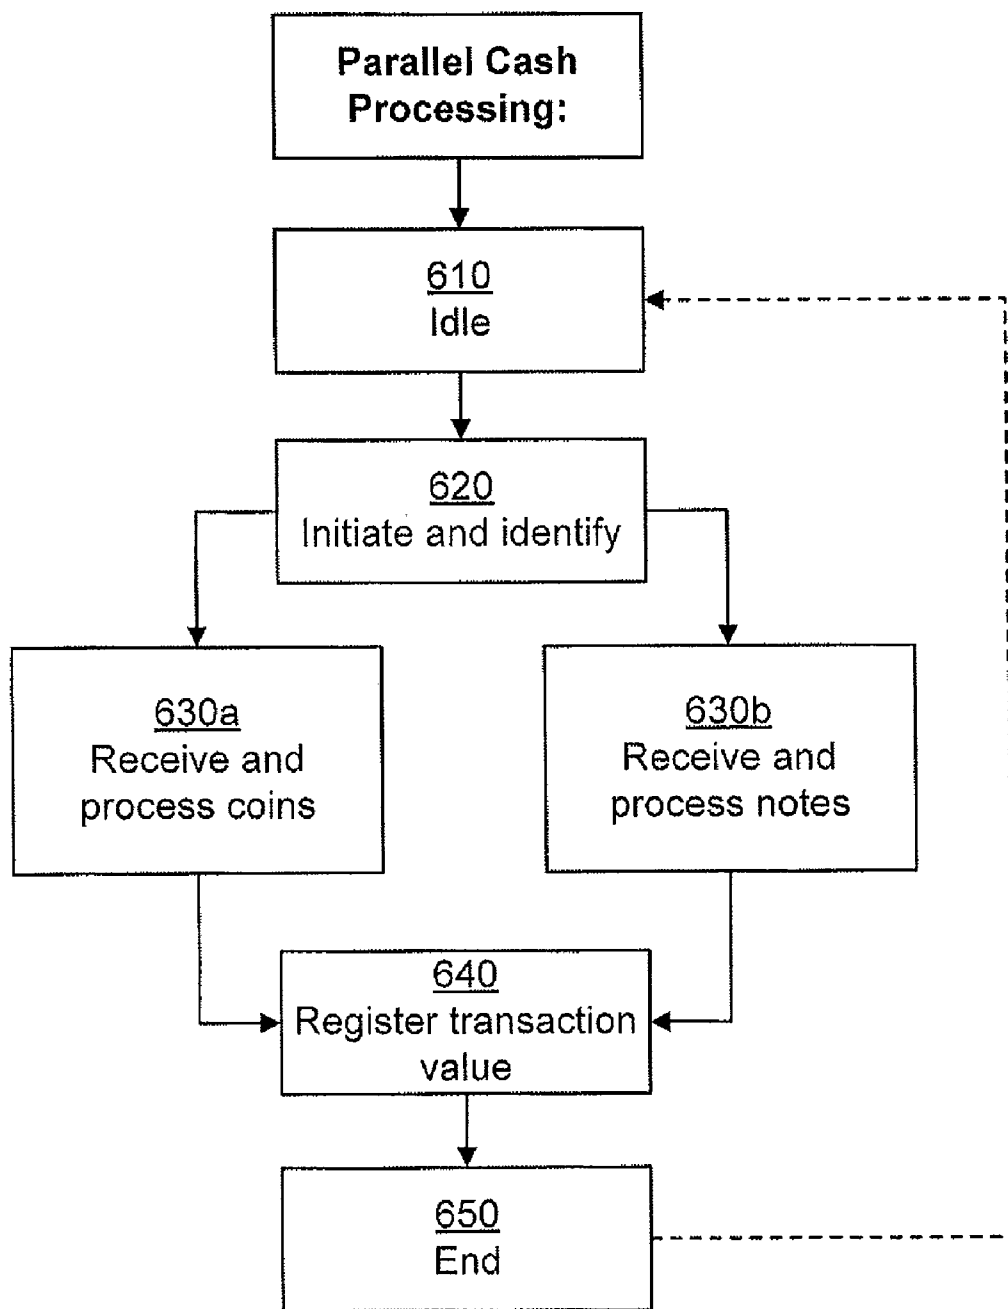 Parallel Cash
Processing:
610
Idle
620
Initiate and identify
630a
Receive and
process coins
630b
Receive and
process notes
640
Register transaction
value
650
End